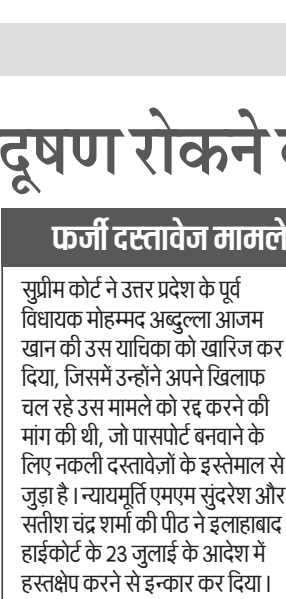 दूषण रोकने
फर्जी दस्तावेज मामले
सुप्रीम कोर्ट ने उत्तर प्रदेश के पूर्व
विधायक मोहम्मद अब्दुल्ला आजम
खान की उस याचिका को खारिज कर
दिया, जिसमें उन्होंने अपने खिलाफ
चल रहे उस मामले को रद्द करने की
मांग की थी, जो पासपोर्ट बनवाने के
लिए नकली दस्तावेज़ों के इस्तेमाल से
जुड़ा है। न्यायमूर्ति एमएम सुंदरेश और
सतीश चंद्र शर्मा की पीठ ने इलाहाबाद
हाईकोर्ट के 23 जुलाई के आदेश में
हस्तक्षेप करने से इन्कार कर दिया।